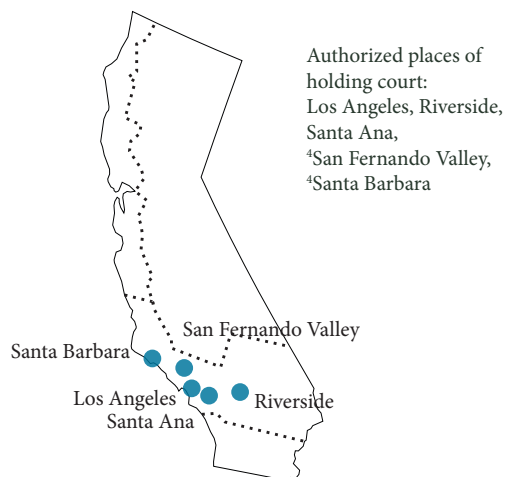 Authorized places of
holding court:
Los Angeles, Riverside,
Santa Ana,
⁴San Fernando Valley,
⁴Santa Barbara
San Fernando Valley
Santa Barbara
Los Angeles
Riverside
Santa Ana